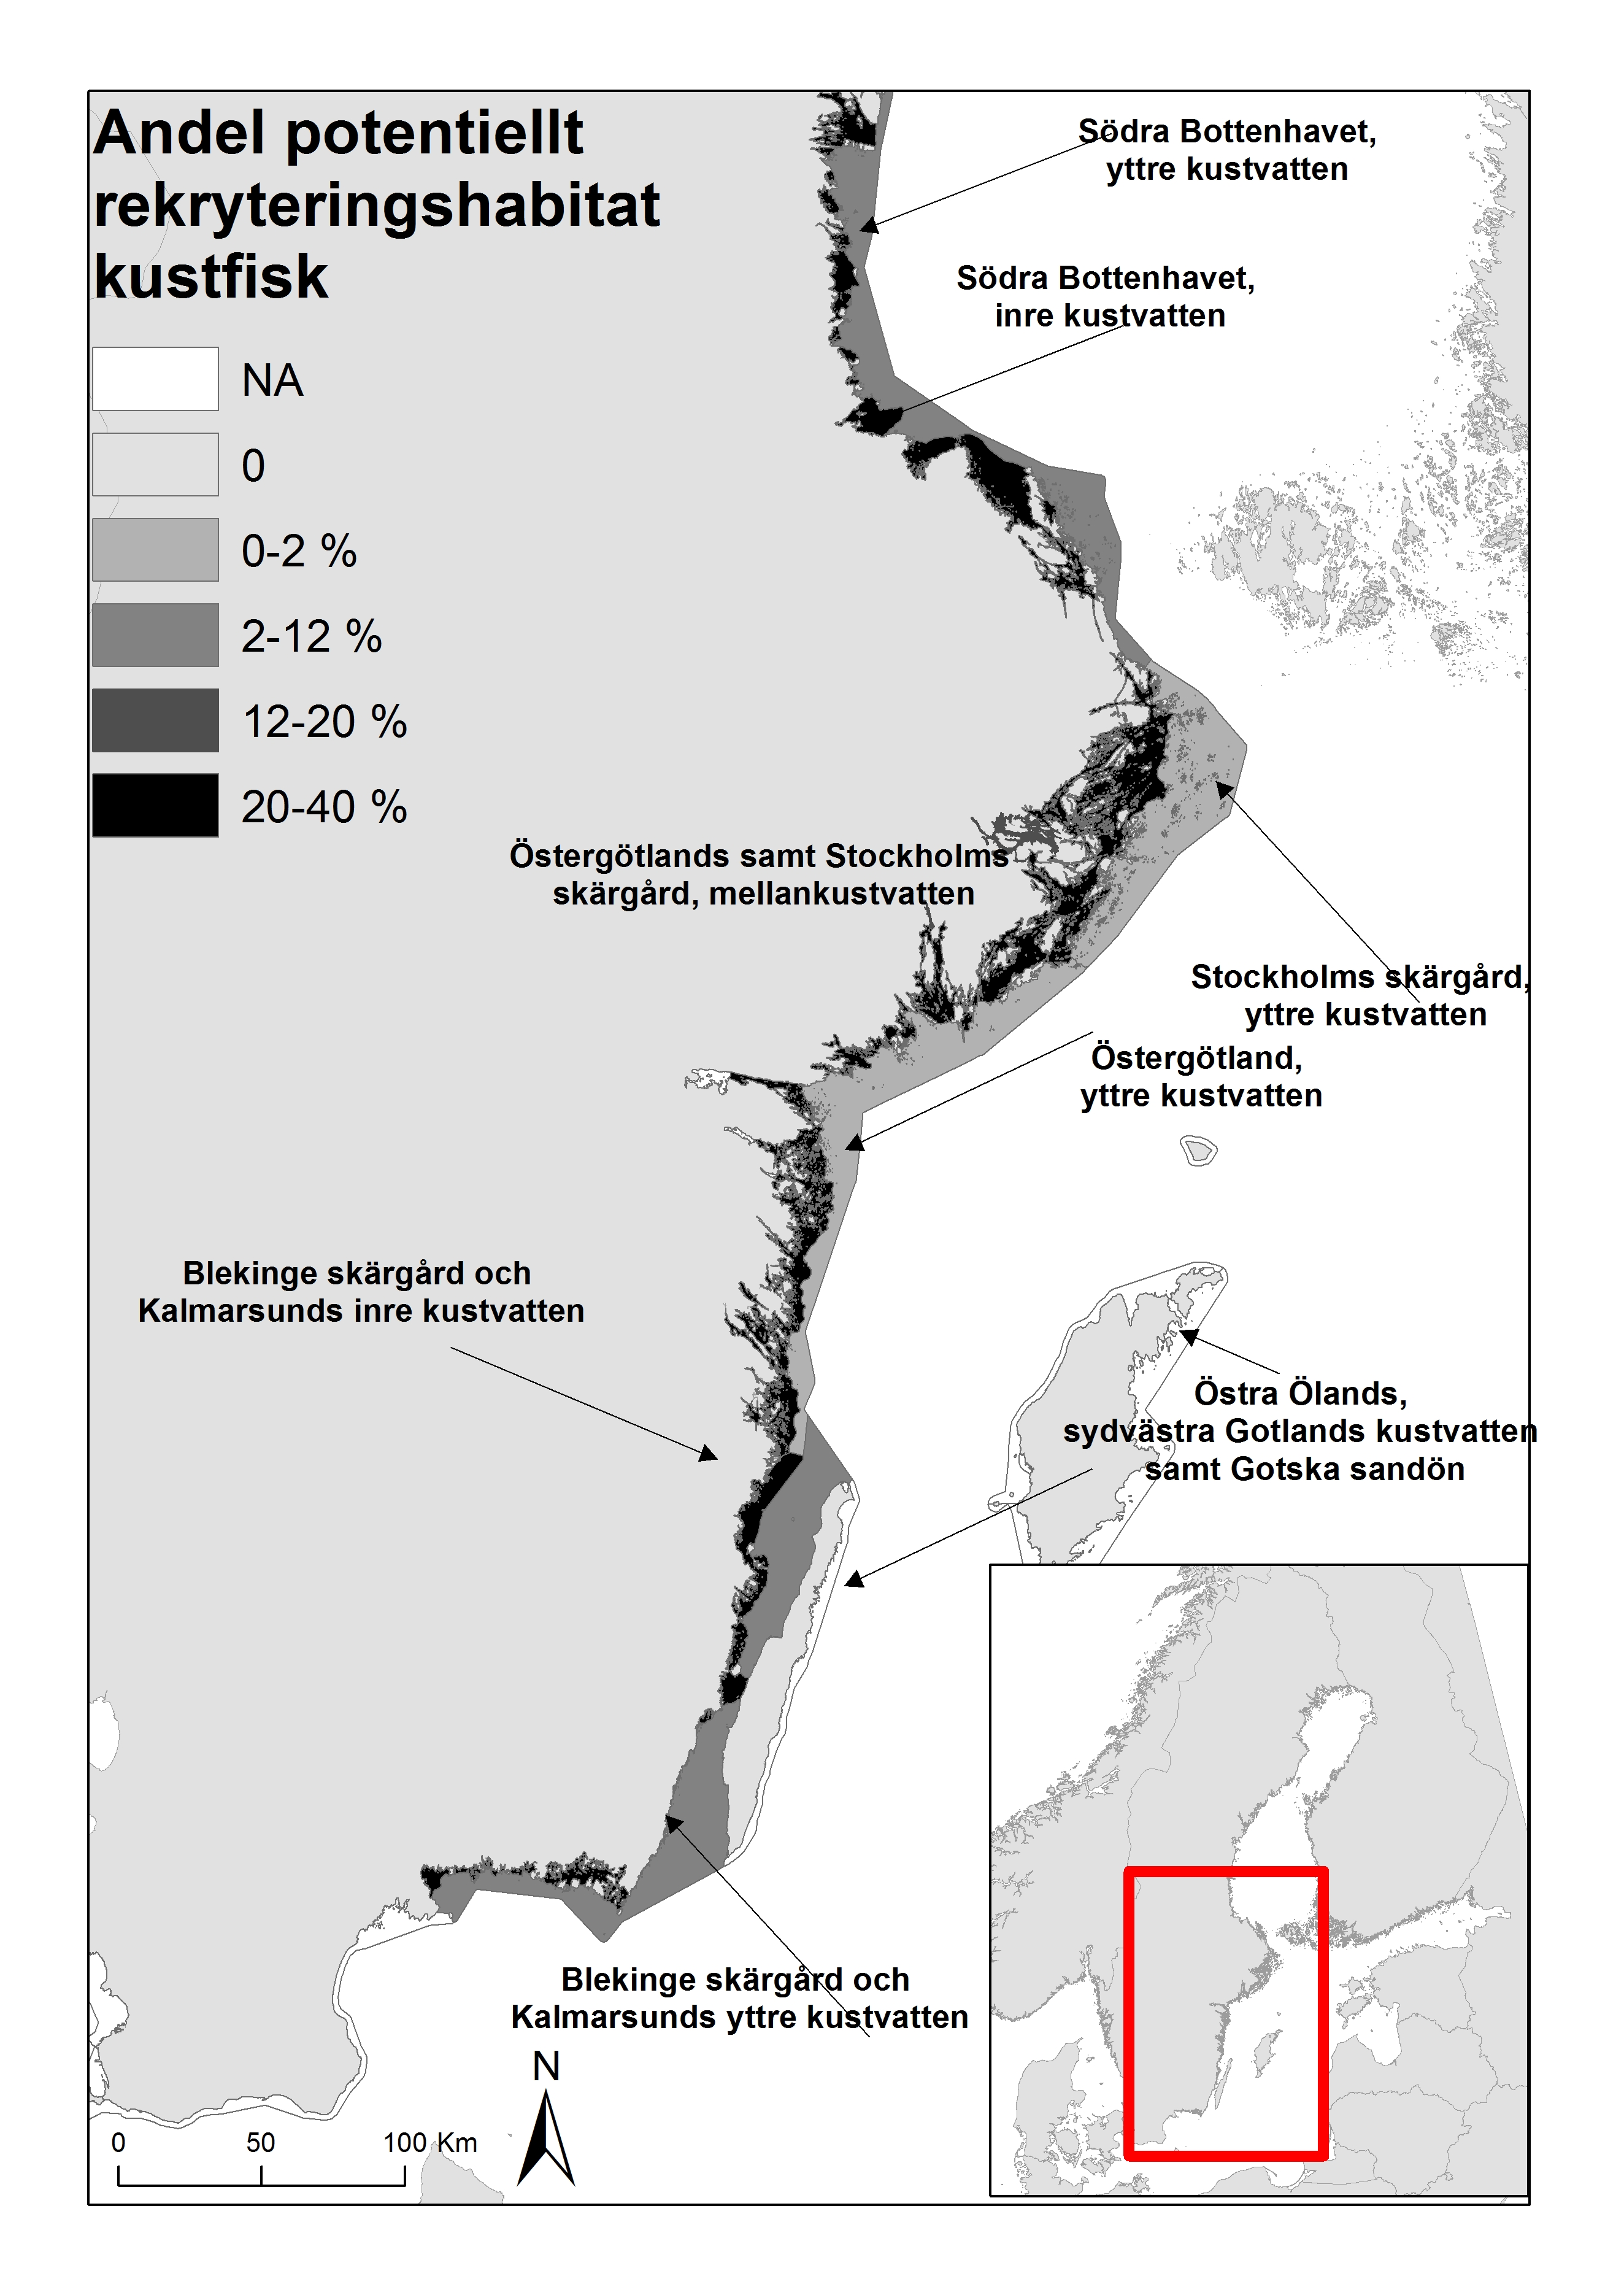 Andel potentiellt
rekryteringshabitat
kustfisk
NA
0
0-2 %
2-12 %
12-20 %
20-40 %
Södra Bottenhavet,
yttre kustvatten
Södra Bottenhavet,
inre kustvatten
Östergötlands samt Stockholms
skärgård, mellankustvatten
Stockholms skärgård,
yttre kustvatten
Östergötland,
yttre kustvatten
Blekinge skärgård och
Kalmarsunds inre kustvatten
Östra Ölands,
sydvästra Gotlands kustvatten
samt Gotska sandön
Blekinge skärgård och
Kalmarsunds yttre kustvatten
N
0 50 100 Km